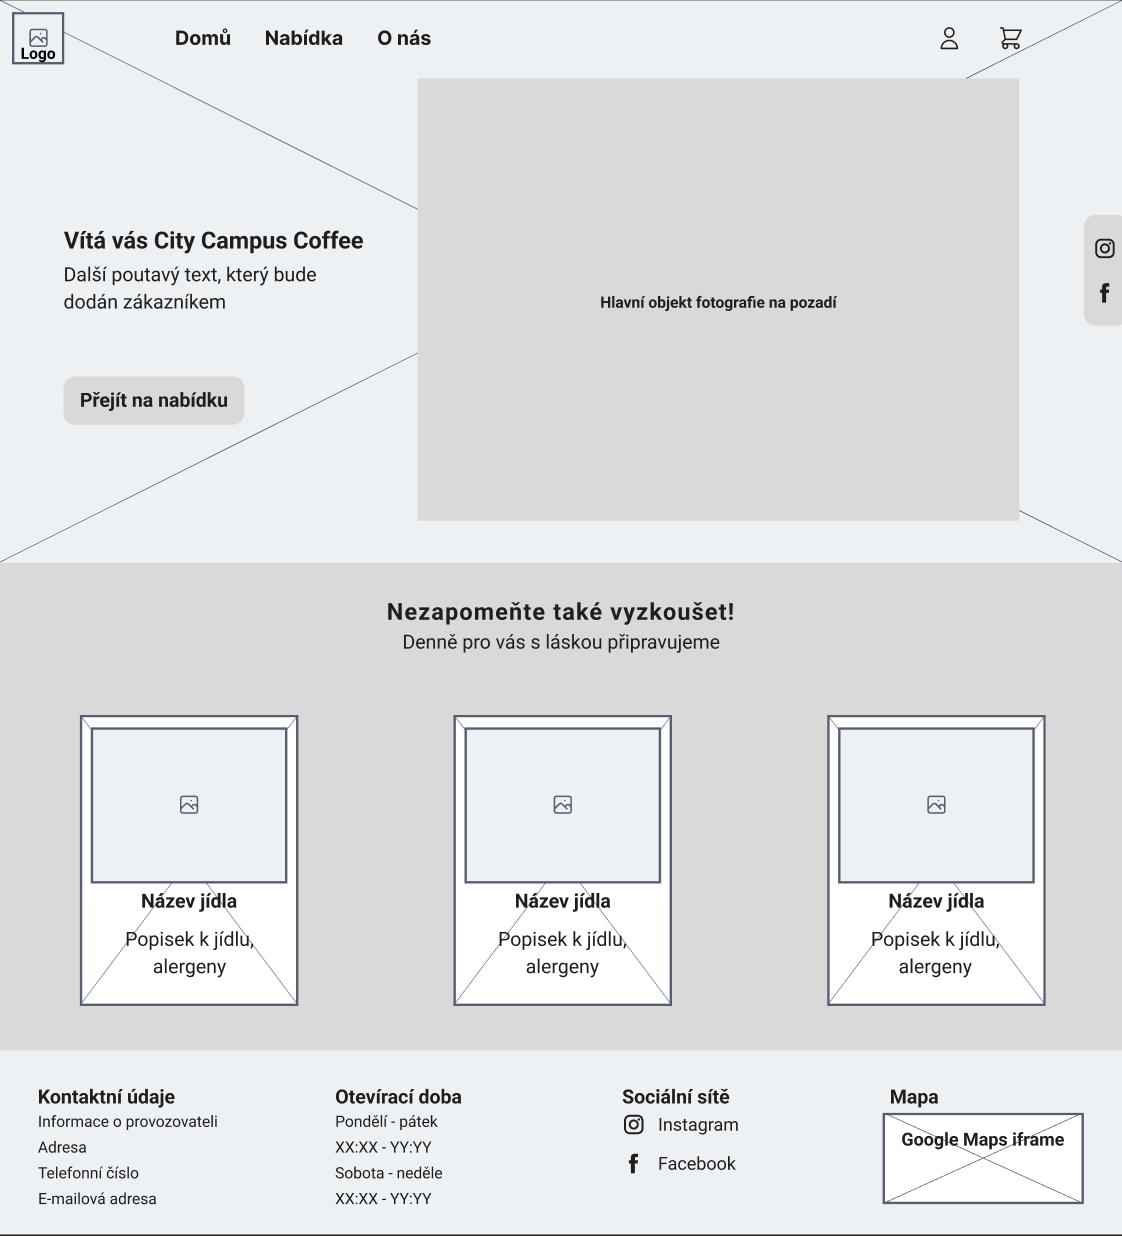 Logo
Domů
Nabídka
O nás
Vítá vás City Campus Coffee
Další poutavý text, který bude
dodán zákazníkem
Přejít na nabídku
Hlavní objekt fotografie na pozadí
Nezapomeňte také vyzkoušet!
Denně pro vás s láskou připravujeme
Název jídla
Popisek k jídlu,
alergeny
Název jídla
Popisek k jídlu,
alergeny
Název jídla
Popisek k jídlu,
alergeny
Kontaktní údaje
Informace o provozovateli
Adresa
Telefonní číslo
E-mailová adresa
Otevírací doba
Pondělí - pátek
XX:XX - YY:YY
Sobota - neděle
XX:XX - YY:YY
Sociální sítě
Instagram
Facebook
Mapa
Google Maps iframe